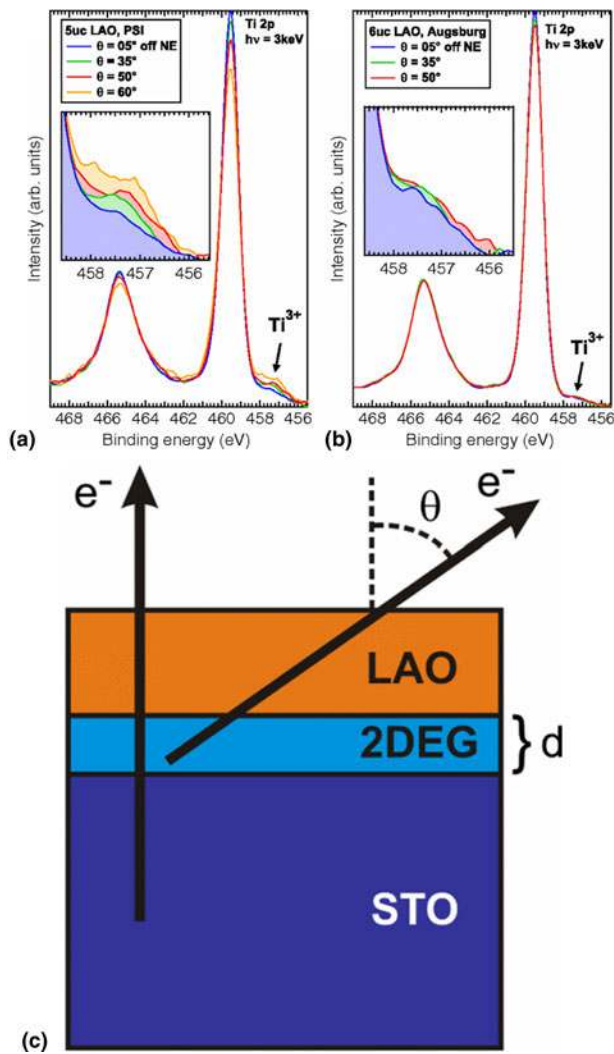 5uc LAO, PSI
θ = 05° off NE
θ = 35°
θ = 50°
θ = 60°
Ti 2p
hν = 3keV
458 457 456
Intensity (arb. units)
Ti³⁺
468 466 464 462 460 458 456
Binding energy (eV)
(a)
6uc LAO, Augsburg
θ = 05° off NE
θ = 35°
θ = 50°
Ti 2p
hν = 3keV
458 457 456
Intensity (arb. units)
Ti³⁺
468 466 464 462 460 458 456
Binding energy (eV)
(b)
e⁻
θ
e⁻
LAO
2DEG
d
STO
(c)